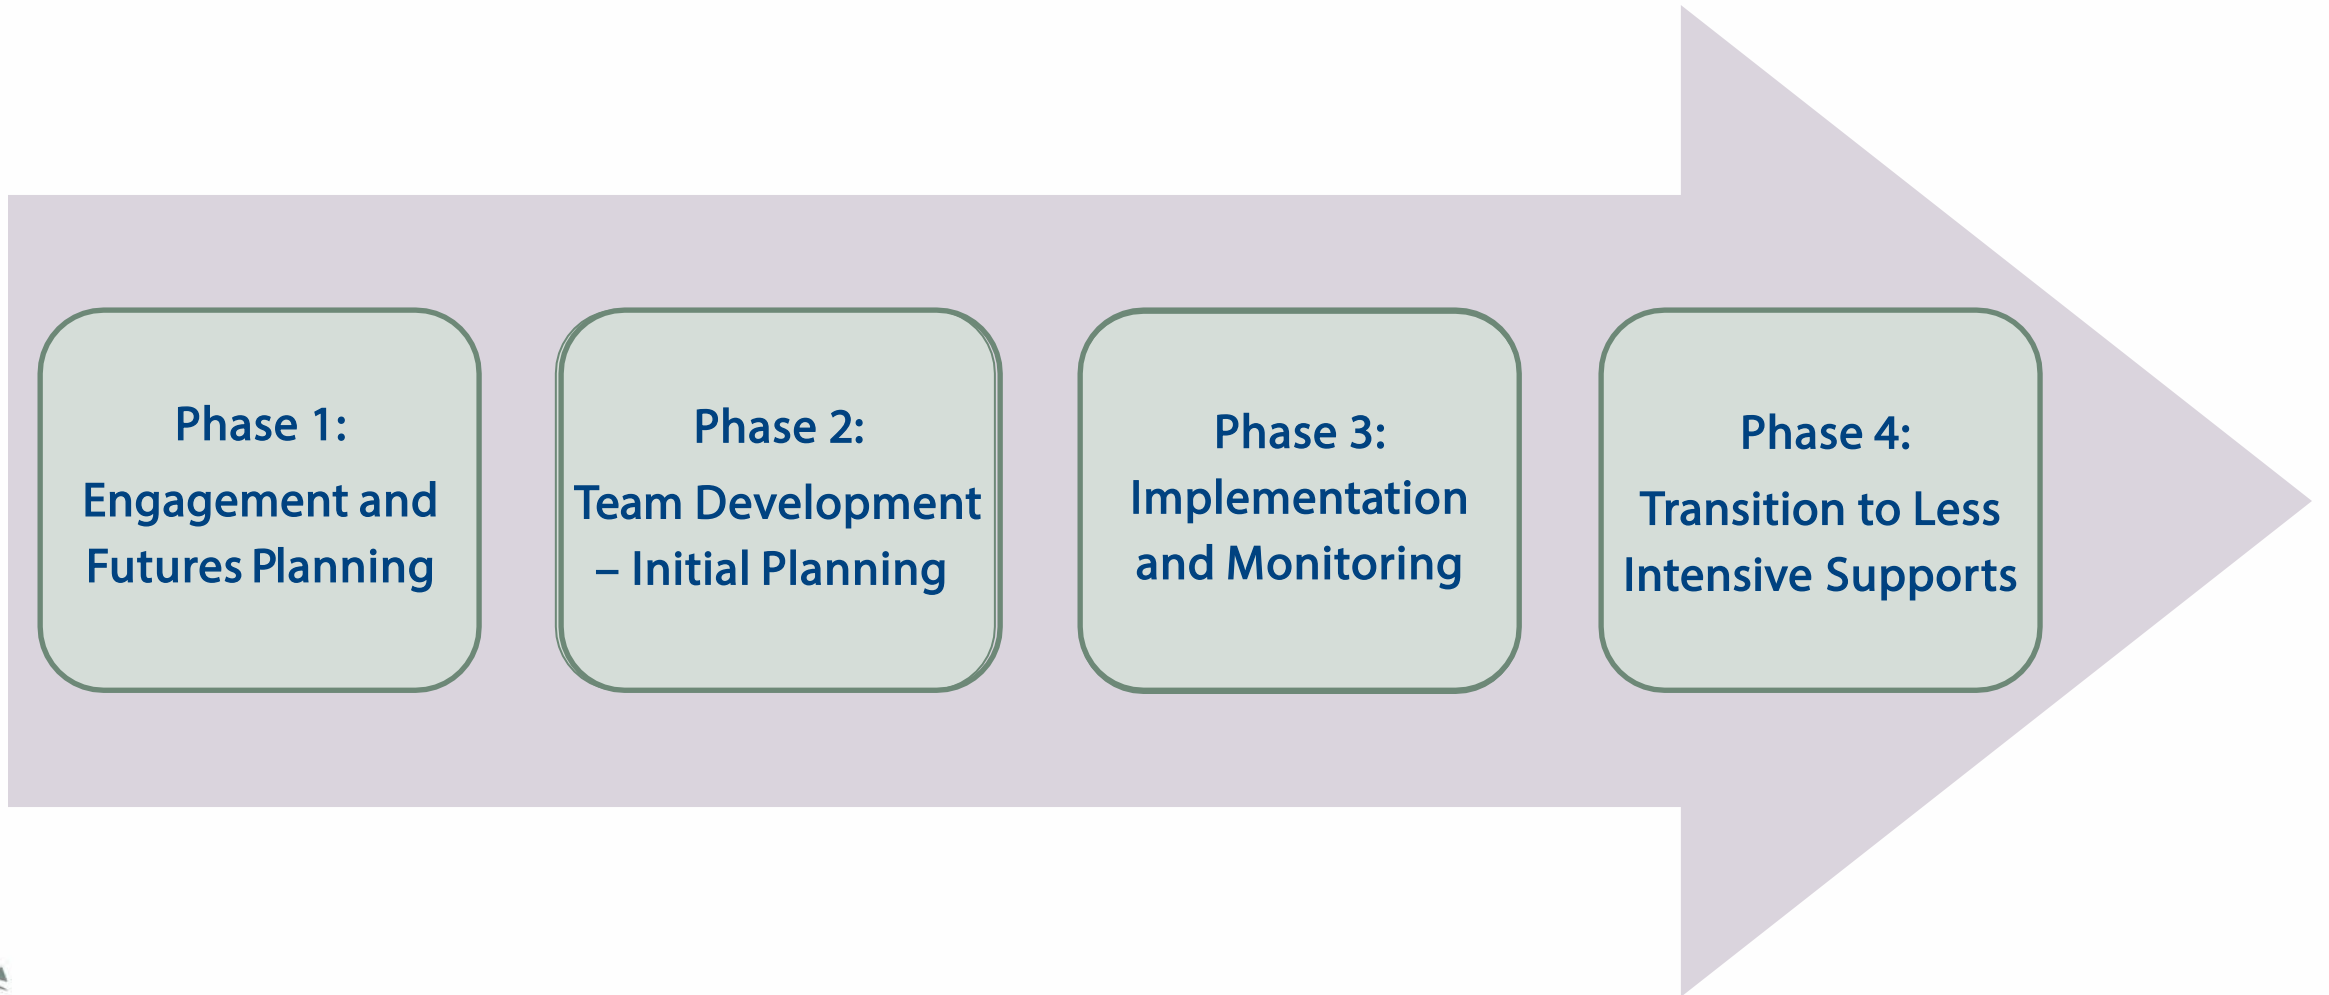 Phase 1:
Engagement and
Futures Planning
Phase 2:
Team Development
– Initial Planning
Phase 3:
Implementation
and Monitoring
Phase 4:
Transition to Less
Intensive Supports